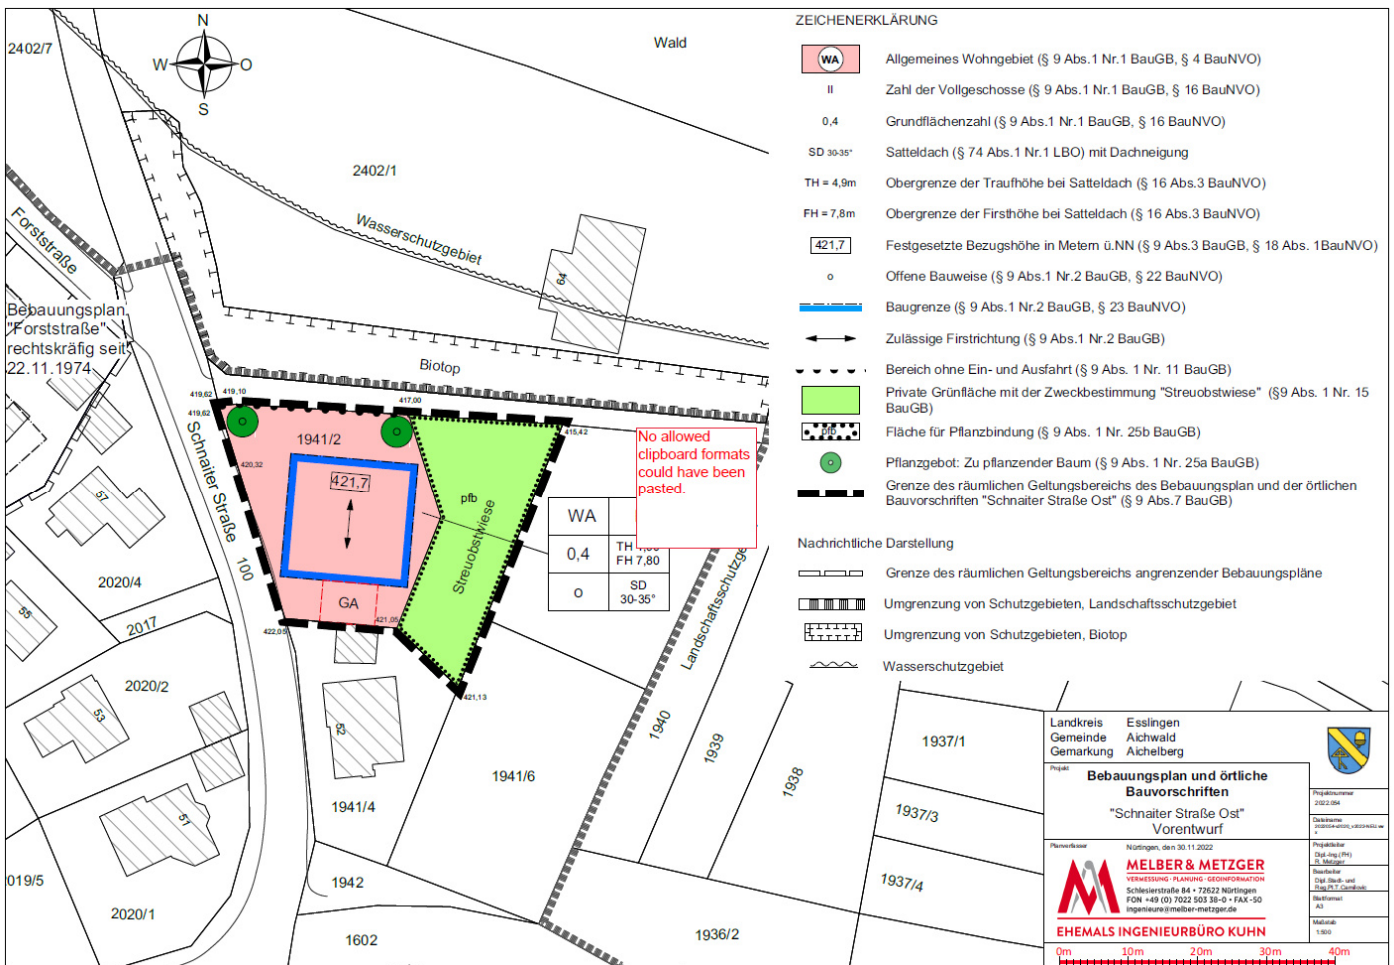 2402/7
N
W
O
S
Wald
2402/1
Wasserschutzgebiet
64
Forststraße
Bebauungsplan
"Forststraße"
rechtskräfig seit
22.11.1974
Biotop
419,62
419,10
419,62
417,00
415,42
1941/2
420,32
421,7
pfb
Streuobstwiese
Schnaiter Straße
100
GA
421,05
422,05
421,13
No allowed
clipboard formats
could have been
pasted.
WA
0,4
FH 7,80
o
SD
30-35°
57
2020/4
55
2017
2020/2
53
52
51
1941/4
1941/6
1942
1602
2020/1
1940
1939
1938
1937/1
1937/3
1937/4
1936/2
ZEICHENERKLÄRUNG
WA
Allgemeines Wohngebiet (§ 9 Abs.1 Nr.1 BauGB, § 4 BauNVO)
II
Zahl der Vollgeschosse (§ 9 Abs.1 Nr.1 BauGB, § 16 BauNVO)
0,4
Grundflächenzahl (§ 9 Abs.1 Nr.1 BauGB, § 16 BauNVO)
SD 30-35°
Satteldach (§ 74 Abs.1 Nr.1 LBO) mit Dachneigung
TH = 4,9m
Obergrenze der Traufhöhe bei Satteldach (§ 16 Abs.3 BauNVO)
FH = 7,8m
Obergrenze der Firsthöhe bei Satteldach (§ 16 Abs.3 BauNVO)
421,7
Festgesetzte Bezugshöhe in Metern ü.NN (§ 9 Abs.3 BauGB, § 18 Abs. 1BauNVO)
o
Offene Bauweise (§ 9 Abs.1 Nr.2 BauGB, § 22 BauNVO)
Baugrenze (§ 9 Abs.1 Nr.2 BauGB, § 23 BauNVO)
Zulässige Firstrichtung (§ 9 Abs.1 Nr.2 BauGB)
Bereich ohne Ein- und Ausfahrt (§ 9 Abs. 1 Nr. 11 BauGB)
Private Grünfläche mit der Zweckbestimmung "Streuobstwiese" (§9 Abs. 1 Nr. 15
BauGB)
pfb
Fläche für Pflanzbindung (§ 9 Abs. 1 Nr. 25b BauGB)
Pflanzgebot: Zu pflanzender Baum (§ 9 Abs. 1 Nr. 25a BauGB)
Grenze des räumlichen Geltungsbereichs des Bebauungsplan und der örtlichen
Bauvorschriften "Schnaiter Straße Ost" (§ 9 Abs.7 BauGB)
Nachrichtliche Darstellung
Grenze des räumlichen Geltungsbereichs angrenzender Bebauungspläne
Umgrenzung von Schutzgebieten, Landschaftsschutzgebiet
Umgrenzung von Schutzgebieten, Biotop
Wasserschutzgebiet
Landkreis Esslingen
Gemeinde Aichwald
Gemarkung Aichelberg
Projekt
Bebauungsplan und örtliche
Bauvorschriften
"Schnaiter Straße Ost"
Vorentwurf
Projektnummer
2022.054
Dateiname
Planverfasser
Nürtingen, den 30.11.2022
MELBER & METZGER
VERMESSUNG · PLANUNG · GEOINFORMATION
Schlesierstraße 84 • 72622 Nürtingen
FON +49 (0) 7022 503 38-0 • FAX -50
ingenieure@melber-metzger.de
EHEMALS INGENIEURBÜRO KUHN
Projektleiter
Dipl.-Ing.(FH)
R. Metzger
Bearbeiter
Blattformat
A3
Maßstab
1:500
0m 10m 20m 30m 40m